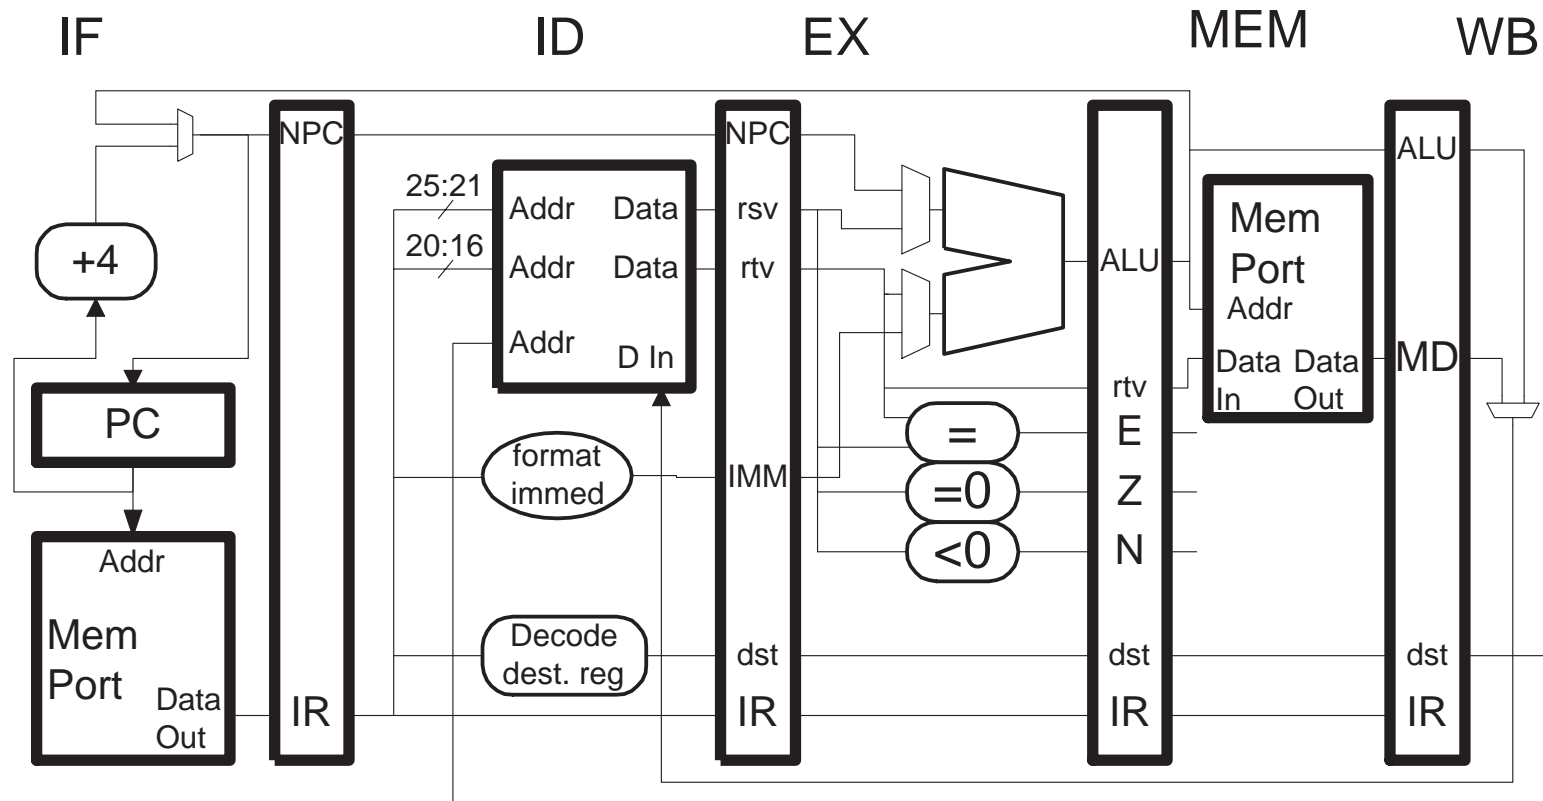 IF
ID
EX
MEM
WB
NPC
NPC
ALU
25:21
Addr
Data
rsv
20:16
Addr
Data
rtv
+4
ALU
Mem
Port
Addr
Addr
D In
Data
In
Data
Out
MD
PC
rtv
=
E
format
immed
IMM
=0
Z
<0
N
Addr
Mem
Port
Data
Out
Decode
dest. reg
dst
dst
dst
IR
IR
IR
IR